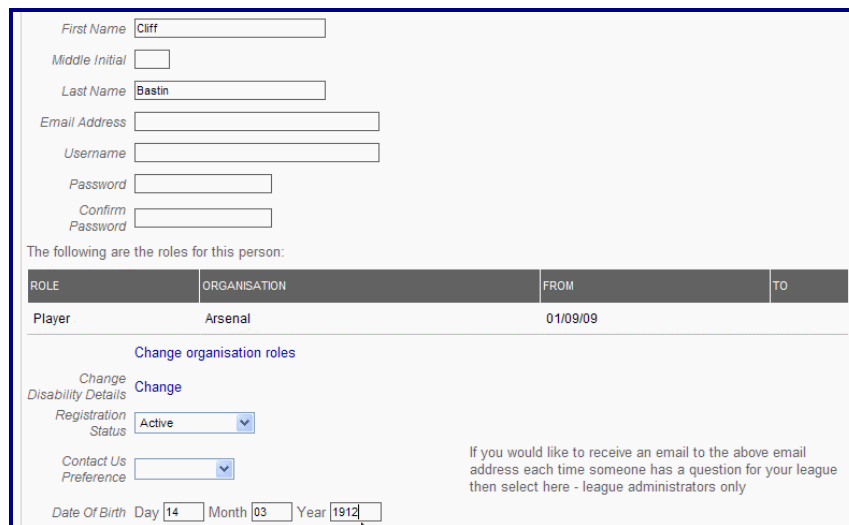 First Name Cliff
Middle Initial
Last Name Bastin
Email Address
Username
Password
Confirm
Password
The following are the roles for this person:
ROLE ORGANISATION FROM TO
Player Arsenal 01/09/09
Change organisation roles
Change
Disability Details Change
Registration
Status Active
Contact Us
Preference
If you would like to receive an email to the above email
address each time someone has a question for your league
then select here - league administrators only
Date Of Birth Day 14 Month 03 Year 1912